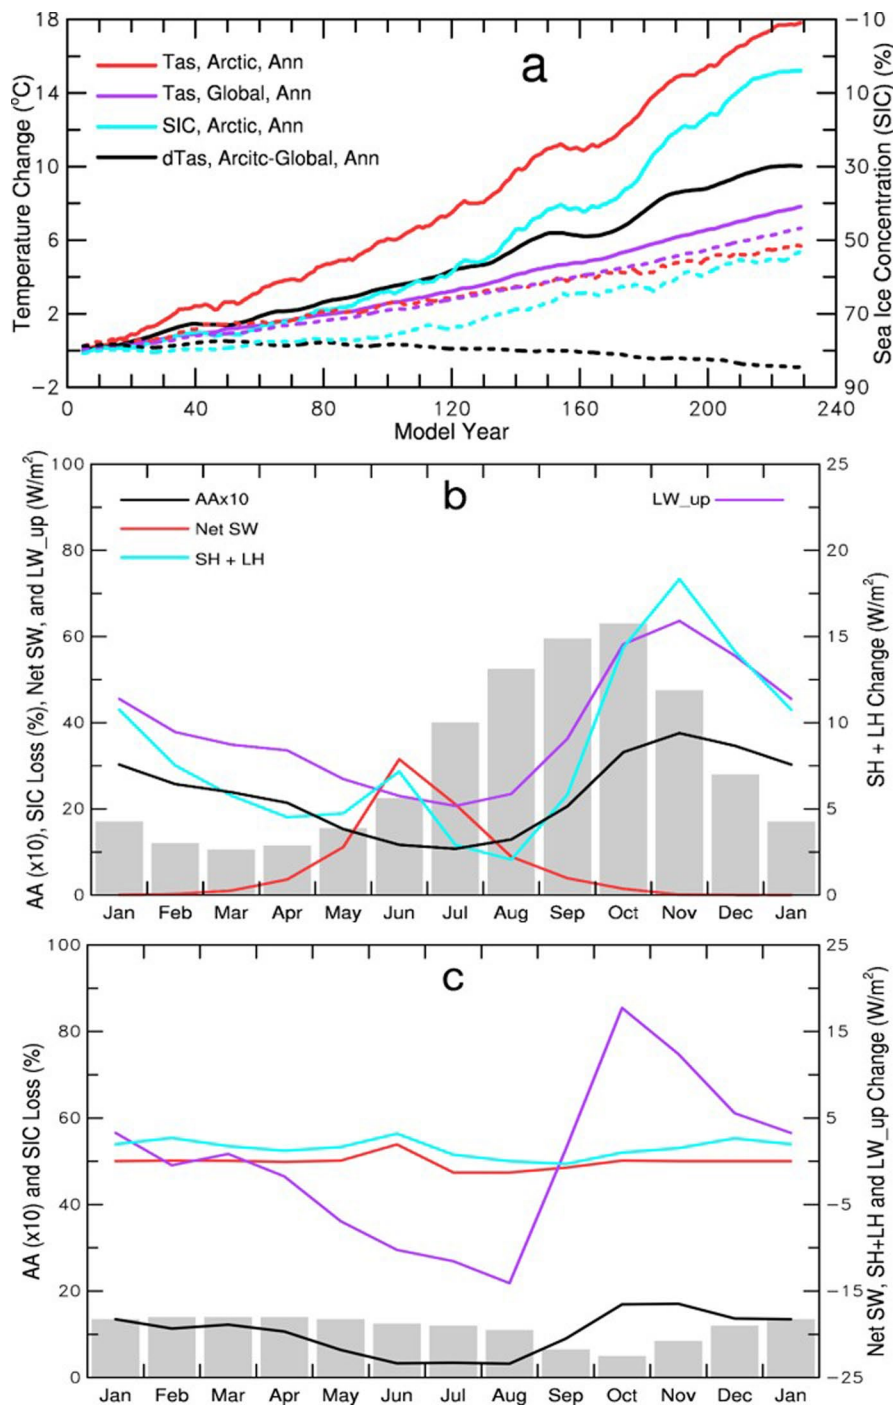 a
Tas, Arctic, Ann
Tas, Global, Ann
SIC, Arctic, Ann
dTas, Arcitc-Global, Ann
Temperature Change (°C)
18
14
10
6
2
−2
Sea Ice Concentration (SIC) (%)
−10
10
30
50
70
90
0 40 80 120 160 200 240
Model Year
b
AAx10
Net SW
SH + LH
LW_up
AA (x10), SIC Loss (%), Net SW, and LW_up (W/m²)
100
80
60
40
20
0
SH + LH Change (W/m²)
25
20
15
10
5
0
Jan Feb Mar Apr May Jun Jul Aug Sep Oct Nov Dec Jan
c
AA (x10) and SIC Loss (%)
100
80
60
40
20
0
Net SW, SH+LH and LW_up Change (W/m²)
25
15
5
−5
−15
−25
Jan Feb Mar Apr May Jun Jul Aug Sep Oct Nov Dec Jan